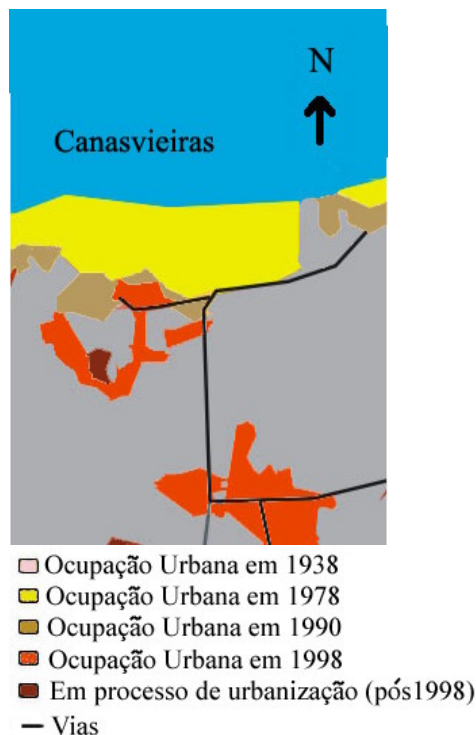 N
Canasvieiras
Ocupação Urbana em 1938
Ocupação Urbana em 1978
Ocupação Urbana em 1990
Ocupação Urbana em 1998
Em processo de urbanização (pós1998)
Vias